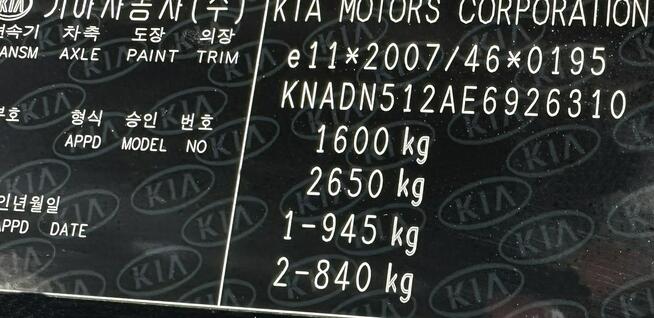 기아자동차(주) KIA MOTORS CORPORATION
변속기 차축 도장 의장
TRANSM AXLE PAINT TRIM
e11*2007/46*0195
KNADN512AE6926310
형식 승인 번호
APPD MODEL NO
1600 kg
2650 kg
1-945 kg
2-840 kg
인년월일
APPD DATE